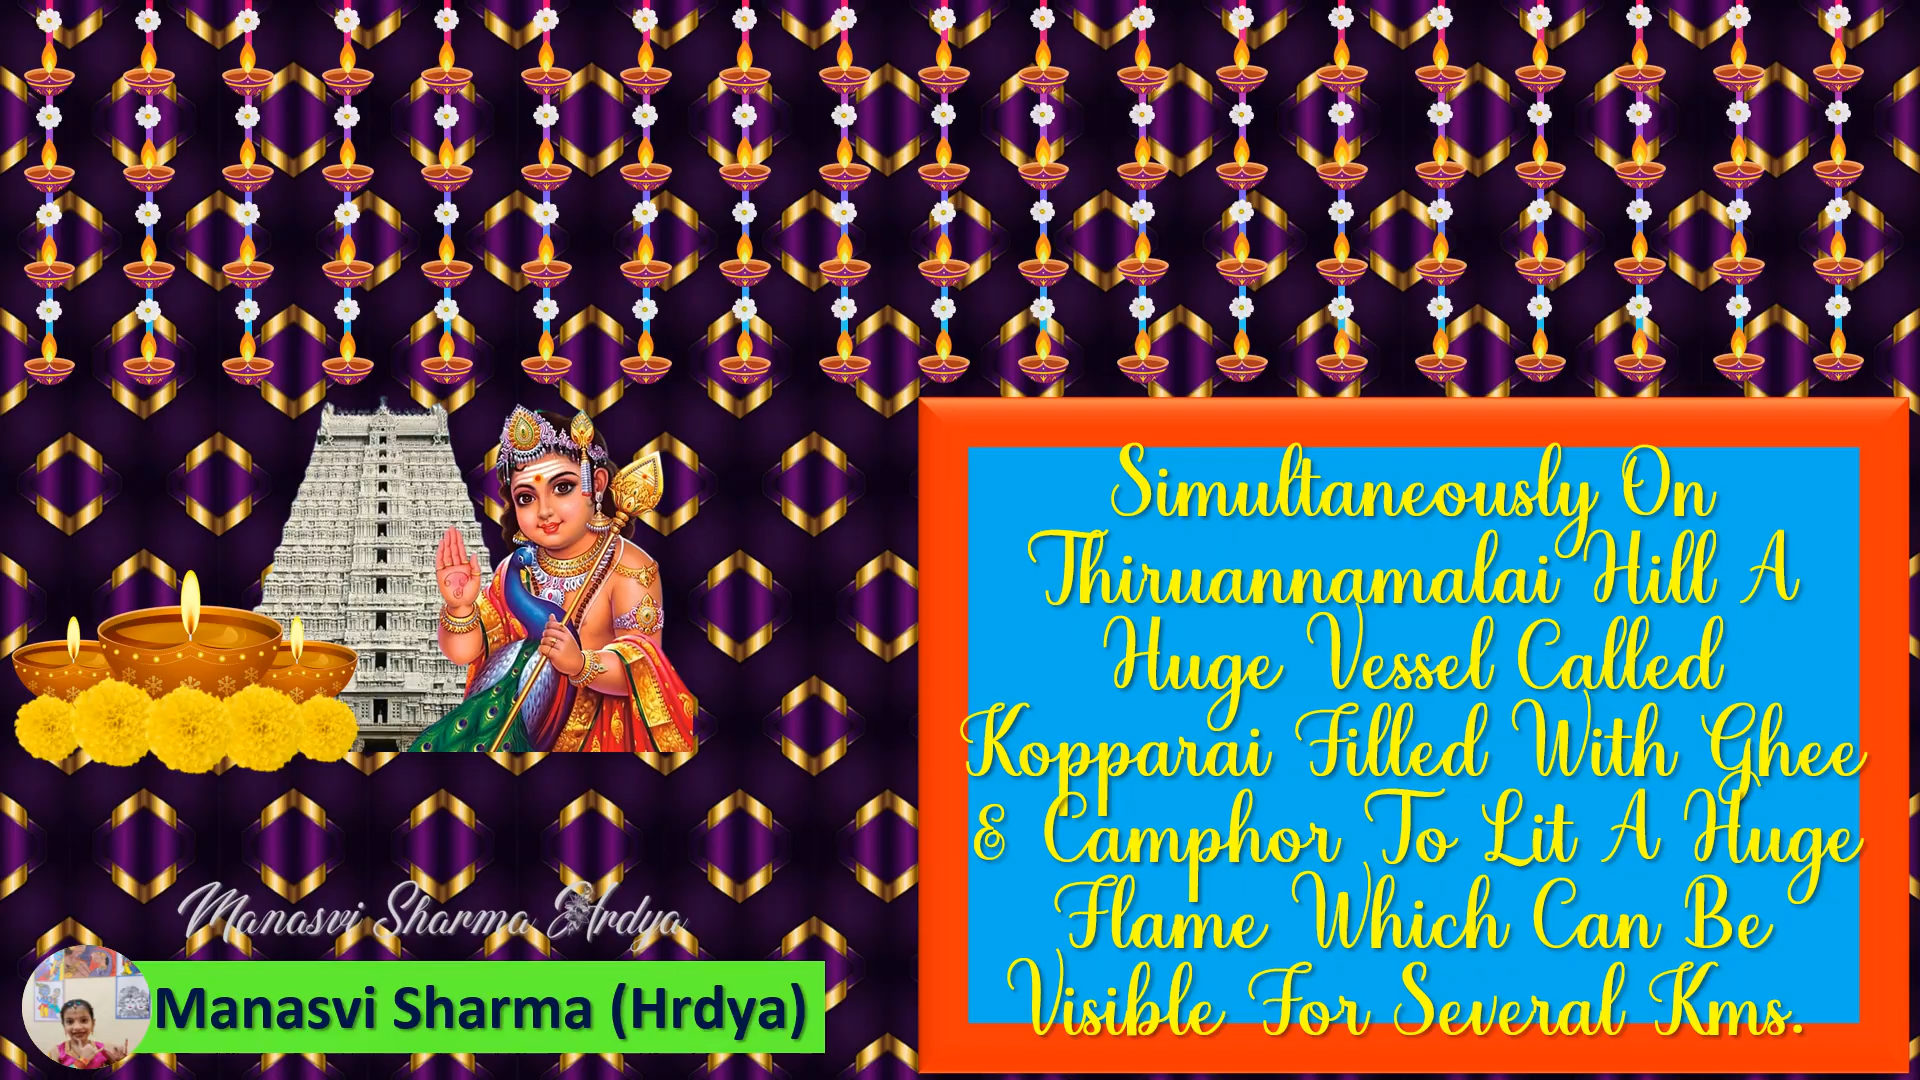 Simultaneously On
Thiruannamalai Hill A
Huge Vessel Called
Kopparai Filled With Ghee
& Camphor To Lit A Huge
Flame Which Can Be
Visible For Several Kms.
Manasvi Sharma Hrdya
Manasvi Sharma (Hrdya)